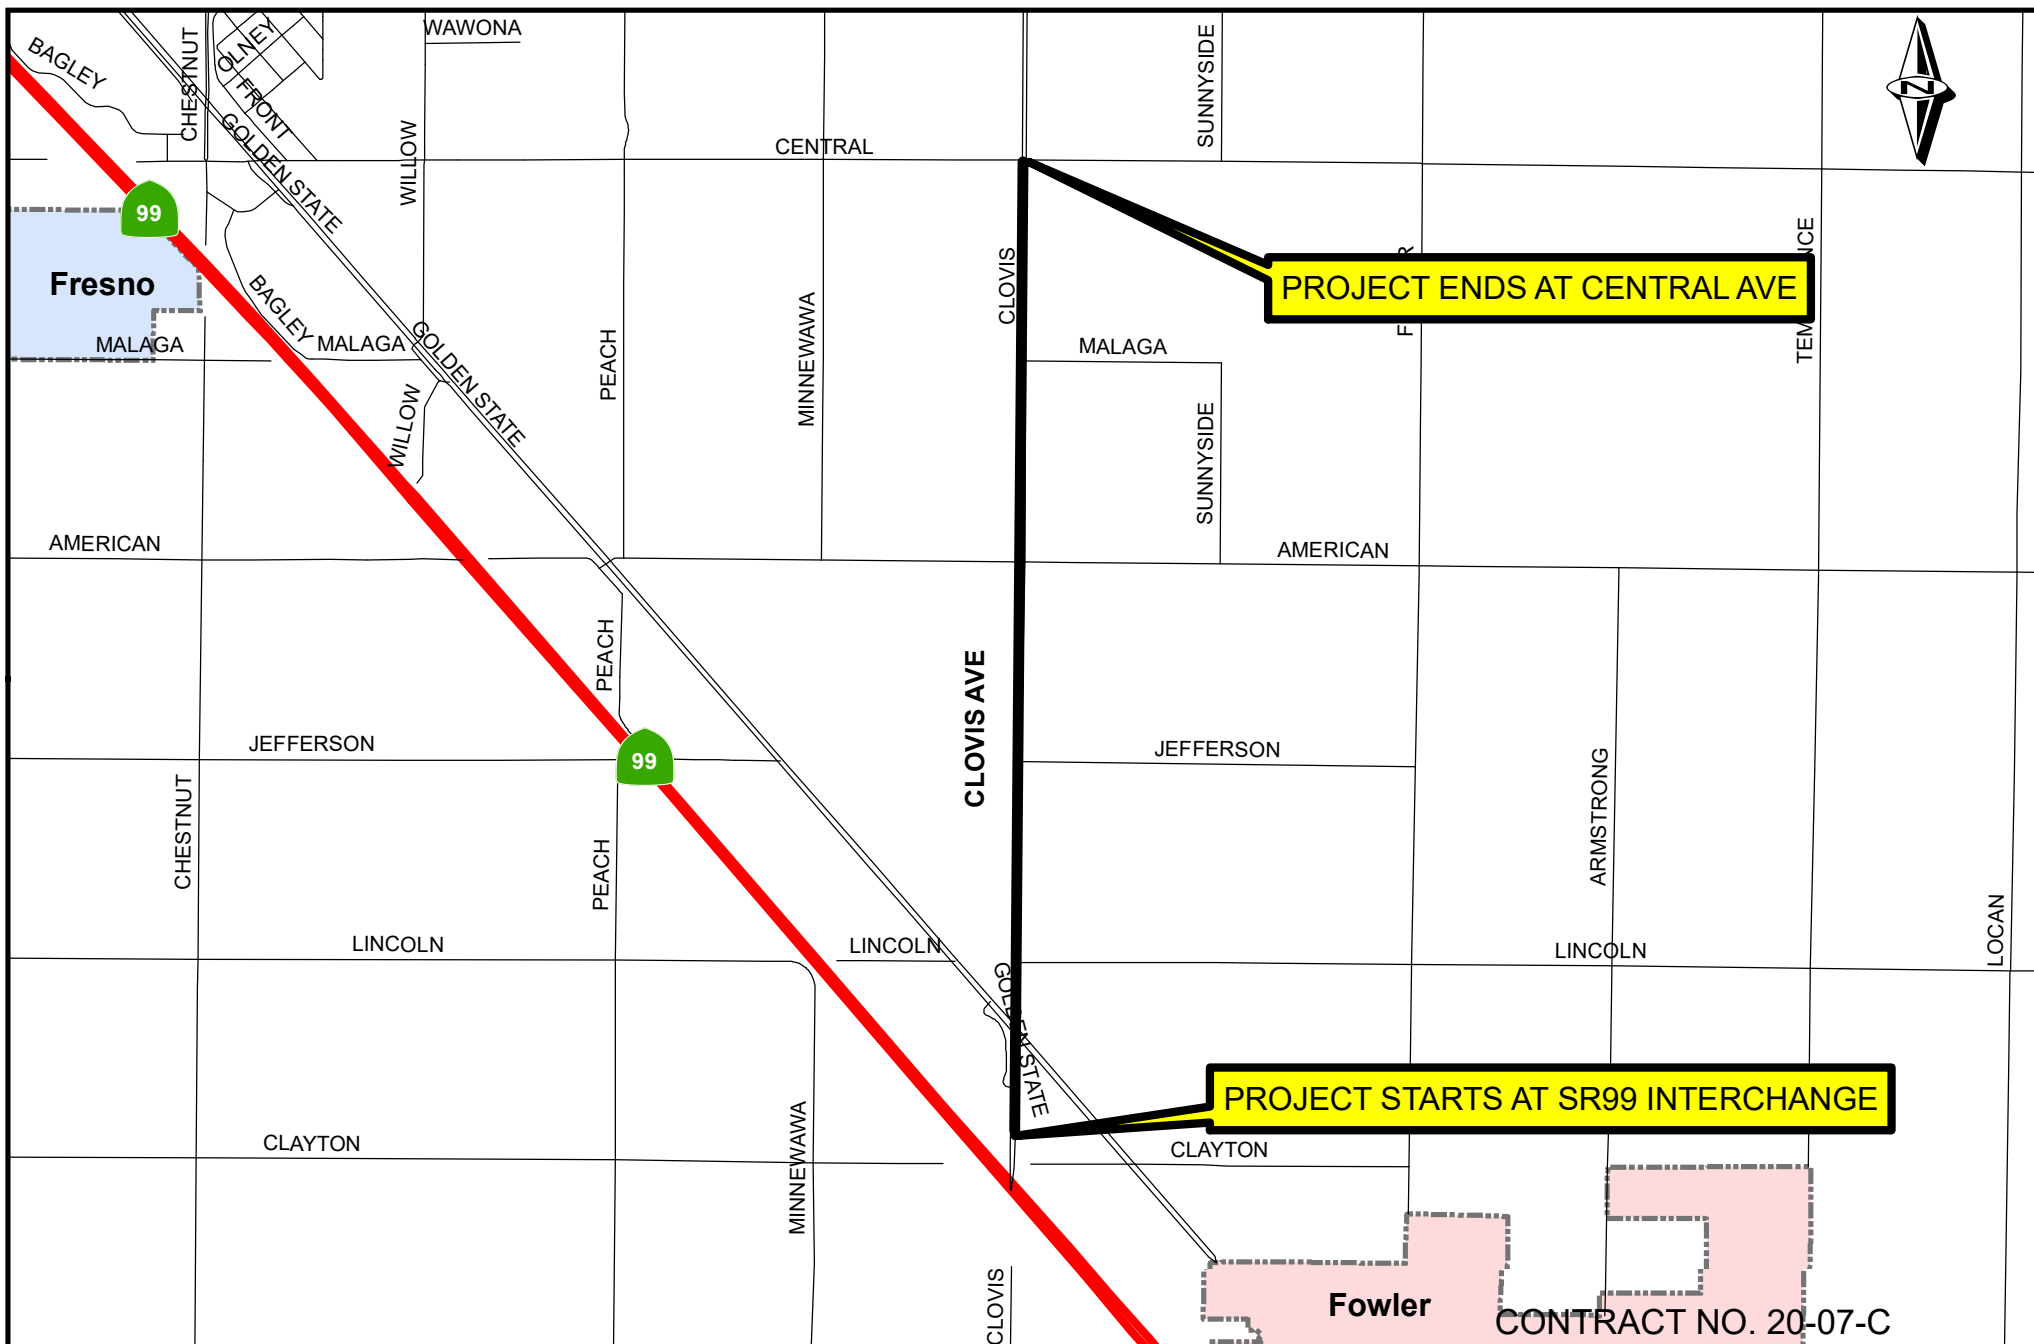 WAWONA
BAGLEY
CHESTNUT
OLNEY
FRONT
SUNNYSIDE
N
GOLDEN STATE
WILLOW
CENTRAL
99
Fresno
CLOVIS
PROJECT ENDS AT CENTRAL AVE
BAGLEY
MALAGA
MALAGA
GOLDEN STATE
PEACH
MINNEWAWA
MALAGA
WILLOW
SUNNYSIDE
AMERICAN
AMERICAN
PEACH
CLOVIS AVE
JEFFERSON
99
JEFFERSON
CHESTNUT
PEACH
ARMSTRONG
LINCOLN
LINCOLN
LINCOLN
LOCAN
GOLDEN STATE
PROJECT STARTS AT SR99 INTERCHANGE
CLAYTON
MINNEWAWA
CLAYTON
CLOVIS
Fowler
CONTRACT NO. 20-07-C